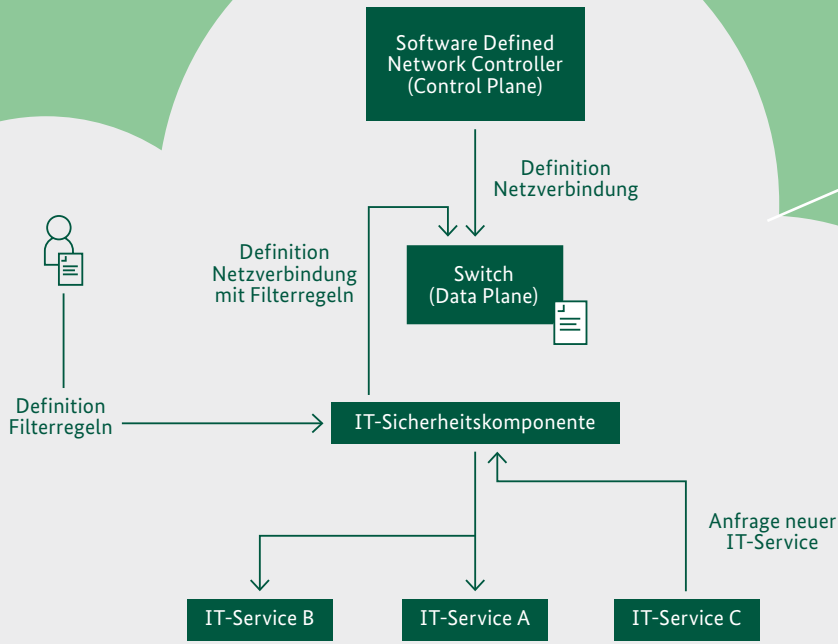 Software Defined
Network Controller
(Control Plane)
Definition
Netzverbindung
Definition
Netzverbindung
mit Filterregeln
Switch
(Data Plane)
Definition
Filterregeln
IT-Sicherheitskomponente
Anfrage neuer
IT-Service
IT-Service B
IT-Service A
IT-Service C